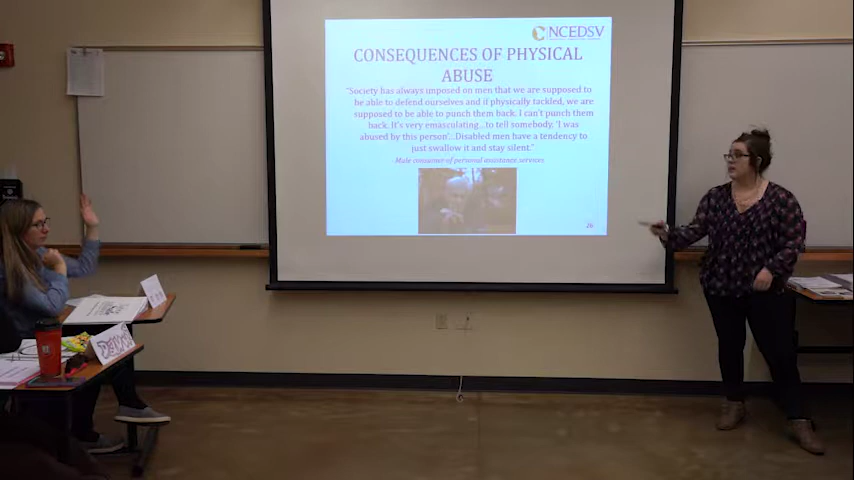 NCEDSV
CONSEQUENCES OF PHYSICAL
ABUSE
"Society has always imposed on men that we are supposed to
be able to defend ourselves and if physically tackled, we are
supposed to be able to punch them back. I can't punch them
back. It's very emasculating...to tell somebody, 'I was
abused by this person'...Disabled men have a tendency to
just swallow it and stay silent."
Male consumer of personal assistance services
26